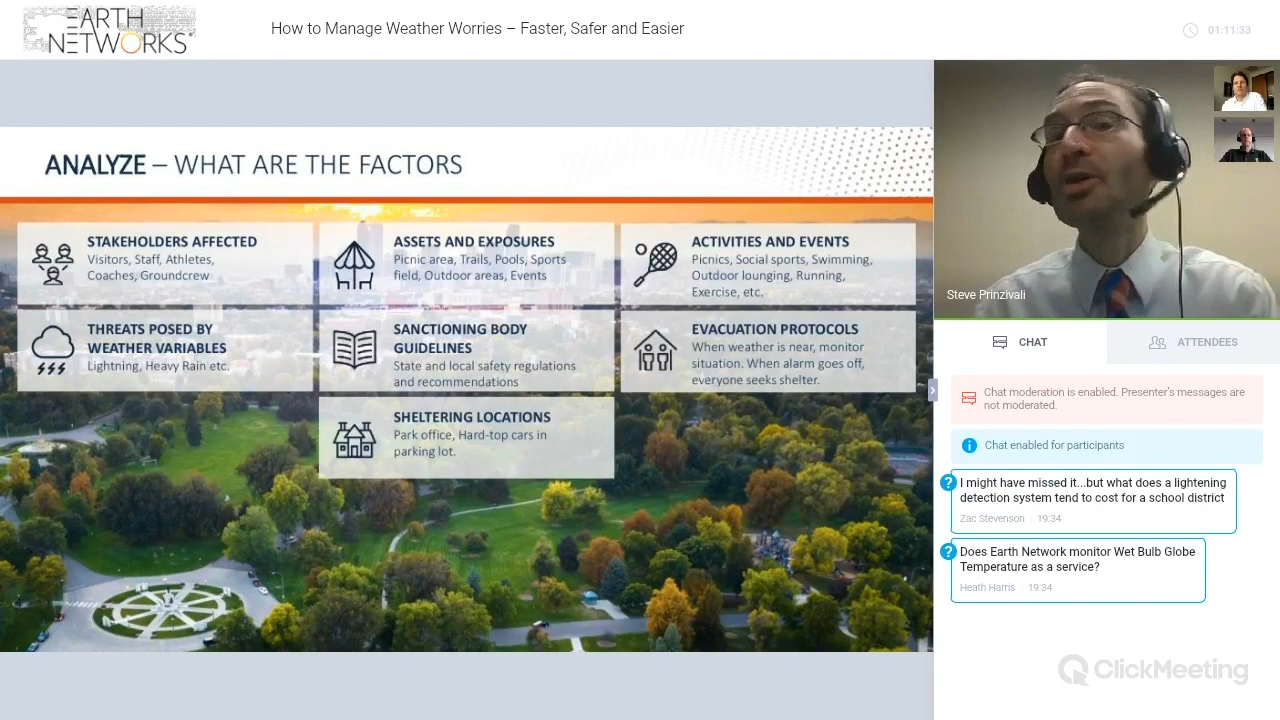 EARTH
NETWORKS
How to Manage Weather Worries – Faster, Safer and Easier
01:11:33
ANALYZE – WHAT ARE THE FACTORS
STAKEHOLDERS AFFECTED
Visitors, Staff, Athletes,
Coaches, Groundcrew
ASSETS AND EXPOSURES
Picnic area, Trails, Pools, Sports
field, Outdoor areas, Events
ACTIVITIES AND EVENTS
Picnics, Social sports, Swimming,
Outdoor lounging, Running,
Exercise, etc.
THREATS POSED BY
WEATHER VARIABLES
Lightning, Heavy Rain etc.
SANCTIONING BODY
GUIDELINES
State and local safety regulations
and recommendations
EVACUATION PROTOCOLS
When weather is near, monitor
situation. When alarm goes off,
everyone seeks shelter.
SHELTERING LOCATIONS
Park office, Hard-top cars in
parking lot.
Steve Prinzivali
CHAT
ATTENDEES
Chat moderation is enabled. Presenter's messages are
not moderated.
Chat enabled for participants
I might have missed it...but what does a lightening
detection system tend to cost for a school district
Zac Stevenson 19:34
Does Earth Network monitor Wet Bulb Globe
Temperature as a service?
Heath Harris 19:34
ClickMeeting